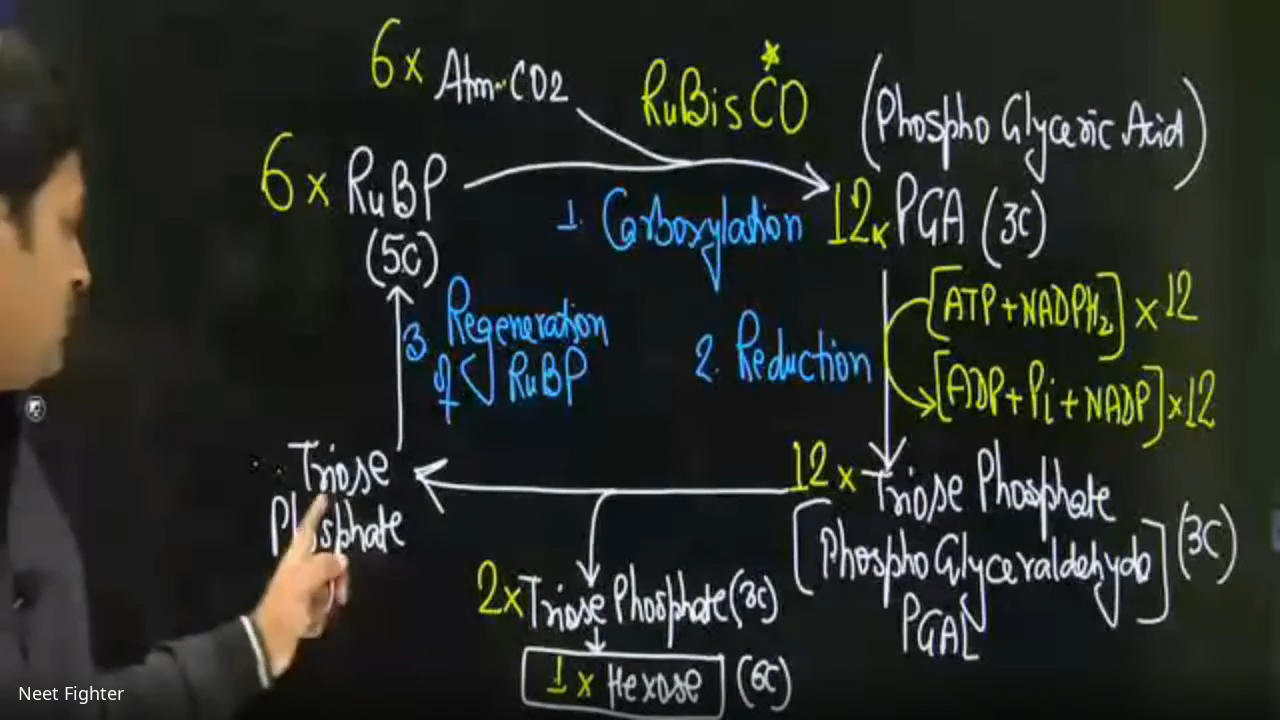 6 x Atm·CO2
RuBisCO*
(Phospho Glyceric Acid)
6 x RuBP
(5C)
1. Carboxylation
12x PGA (3C)
[ATP + NADPH₂] x 12
[ADP + Pi + NADP] x 12
2. Reduction
3. Regeneration
of RuBP
Triose
Phosphate
12 x Triose Phosphate
[Phospho Glyceraldehyde] (3C)
PGAL
2x Triose Phosphate (3C)
1 x Hexose (6C)
Neet Fighter